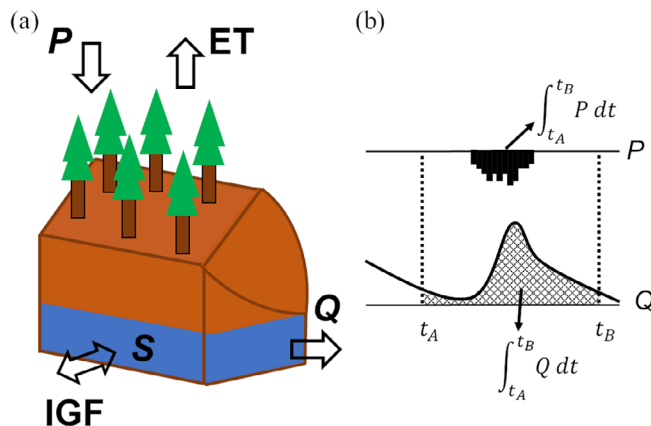 (a)
P
ET
S
Q
IGF
(b)
∫_{t_A}^{t_B} P dt
P
Q
t_A
t_B
∫_{t_A}^{t_B} Q dt